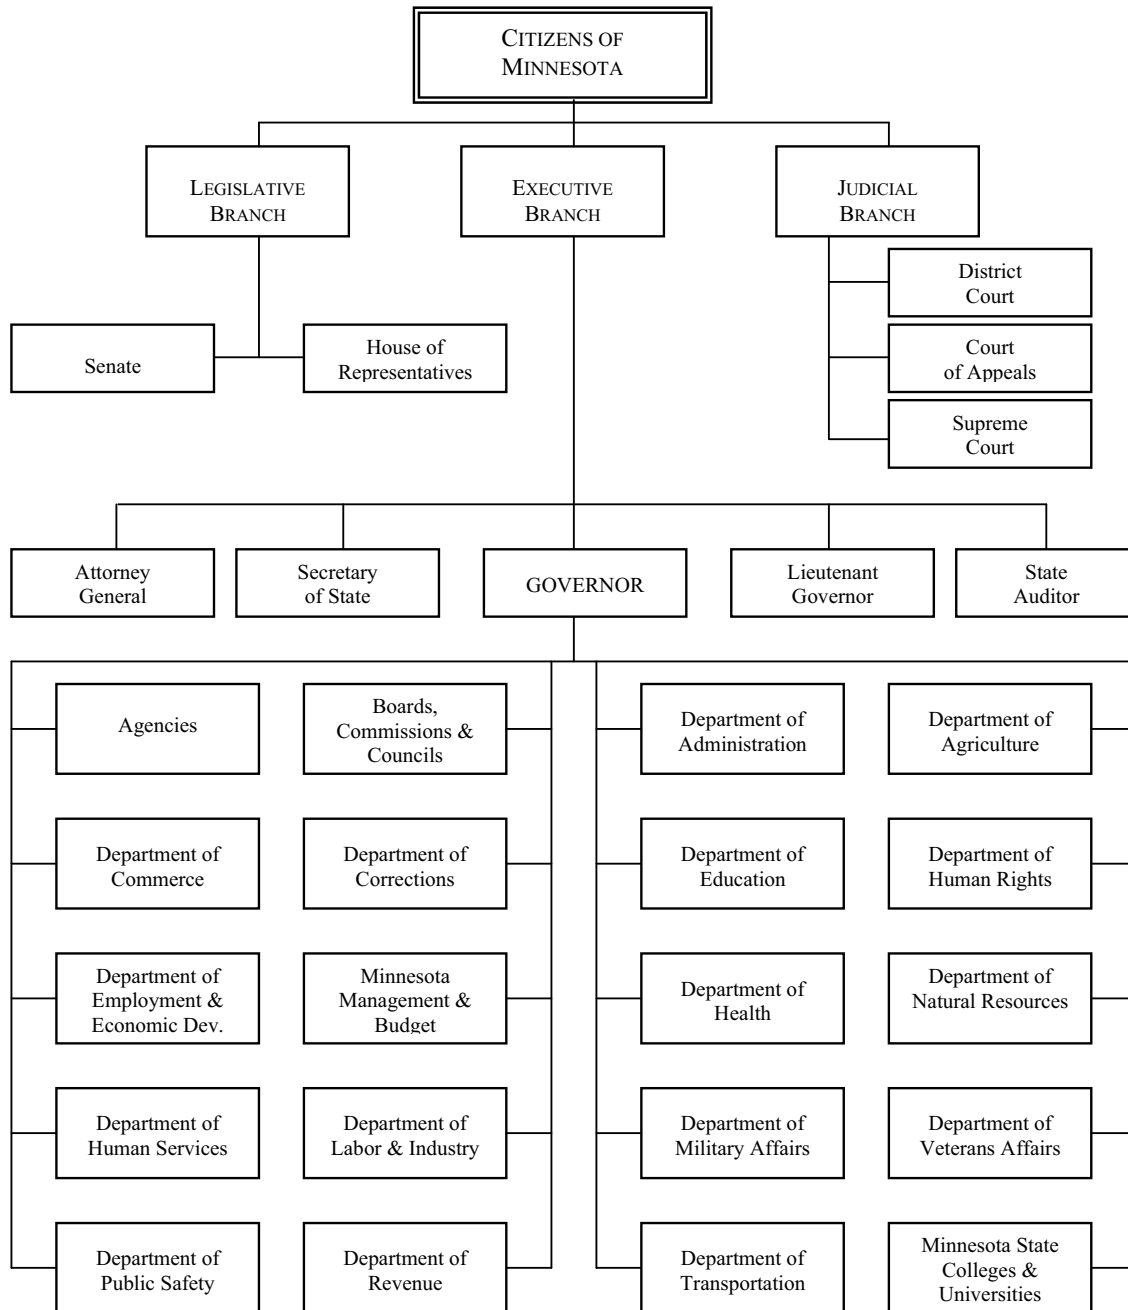 CITIZENS OF
MINNESOTA
LEGISLATIVE
BRANCH
EXECUTIVE
BRANCH
JUDICIAL
BRANCH
District
Court
Senate
House of
Representatives
Court
of Appeals
Supreme
Court
Attorney
General
Secretary
of State
GOVERNOR
Lieutenant
Governor
State
Auditor
Agencies
Boards,
Commissions &
Councils
Department of
Administration
Department of
Agriculture
Department of
Commerce
Department of
Corrections
Department of
Education
Department of
Human Rights
Department of
Employment &
Economic Dev.
Minnesota
Management &
Budget
Department of
Health
Department of
Natural Resources
Department of
Human Services
Department of
Labor & Industry
Department of
Military Affairs
Department of
Veterans Affairs
Department of
Public Safety
Department of
Revenue
Department of
Transportation
Minnesota State
Colleges &
Universities